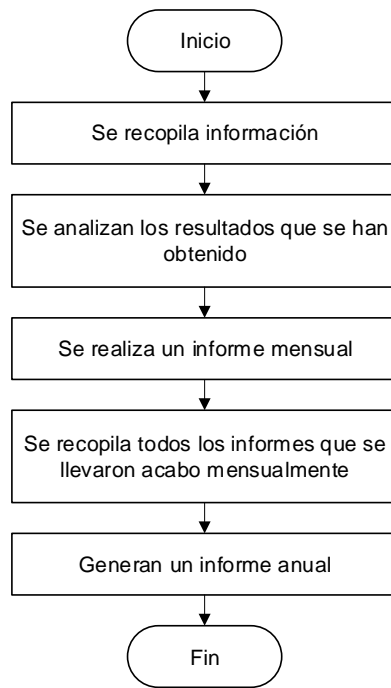 Inicio
Se recopila información
Se analizan los resultados que se han
obtenido
Se realiza un informe mensual
Se recopila todos los informes que se
llevaron acabo mensualmente
Generan un informe anual
Fin